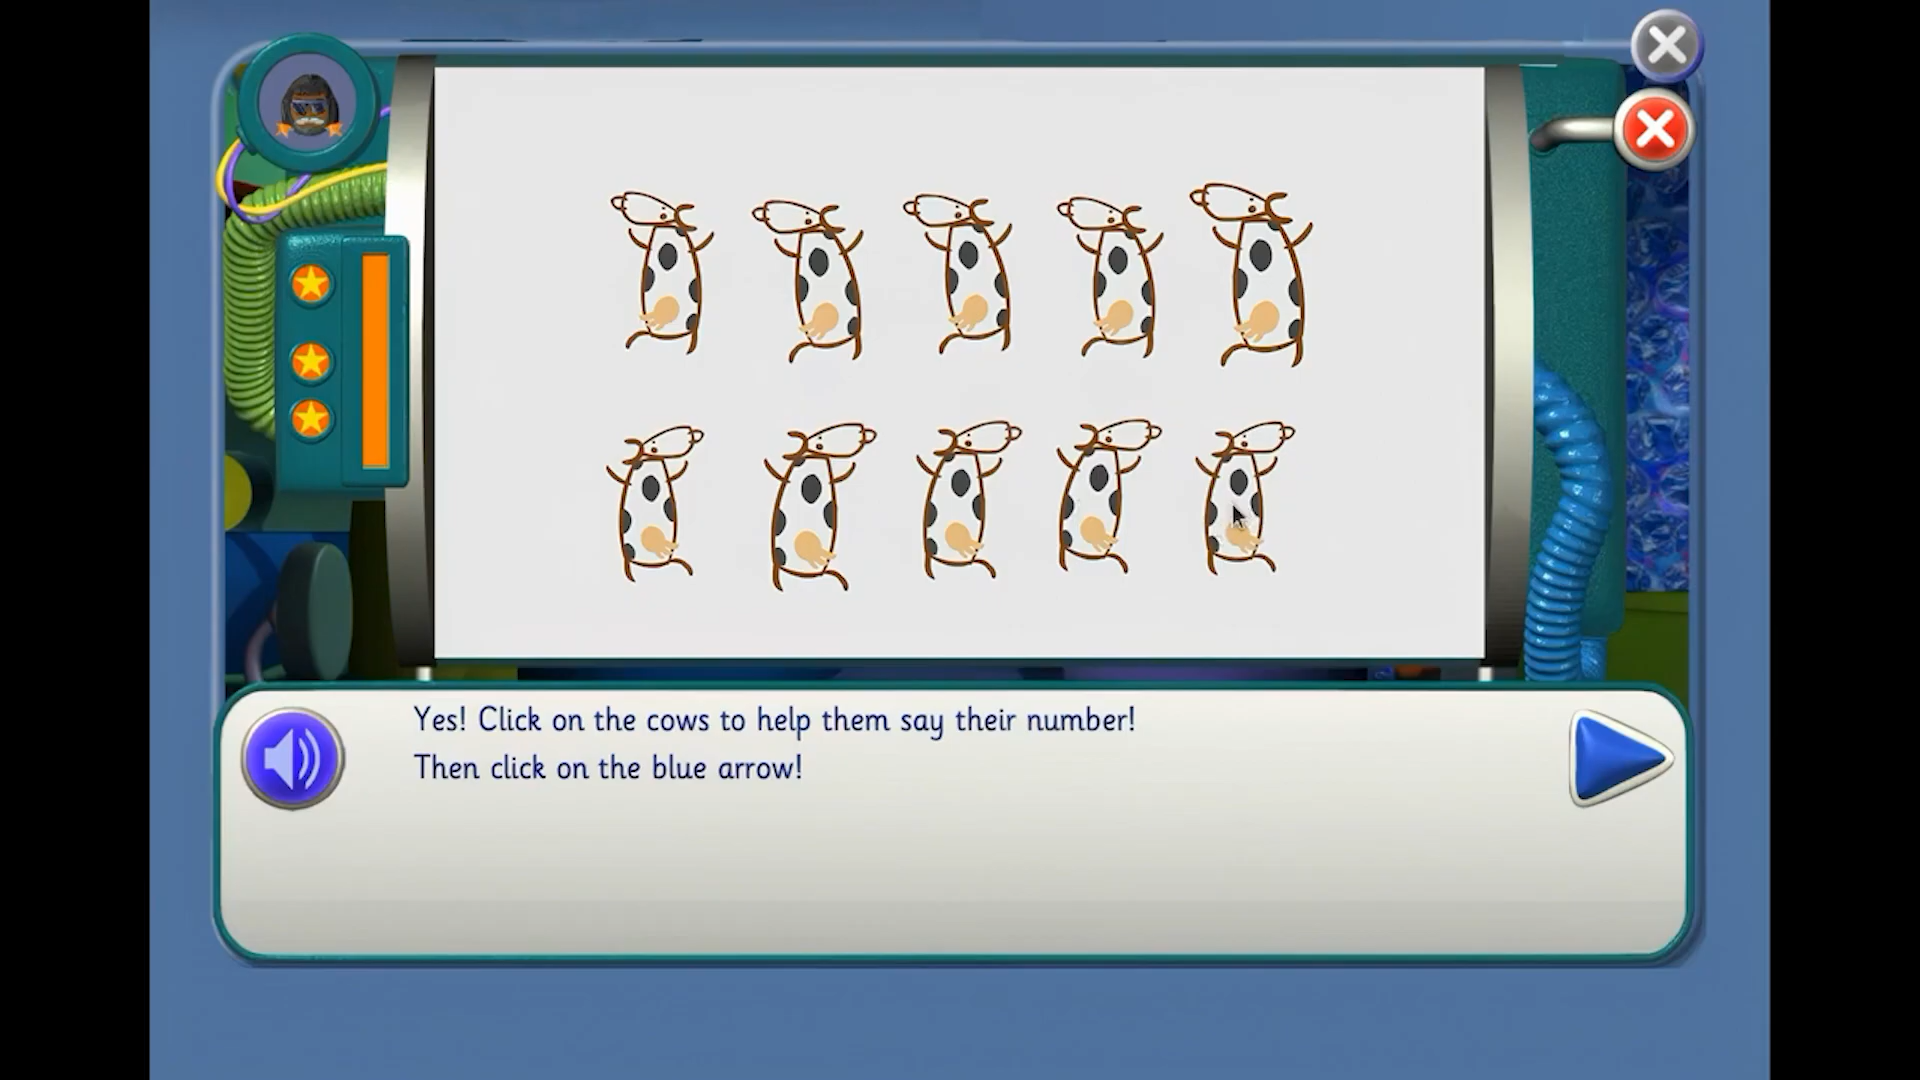 Yes! Click on the cows to help them say their number!
Then click on the blue arrow!